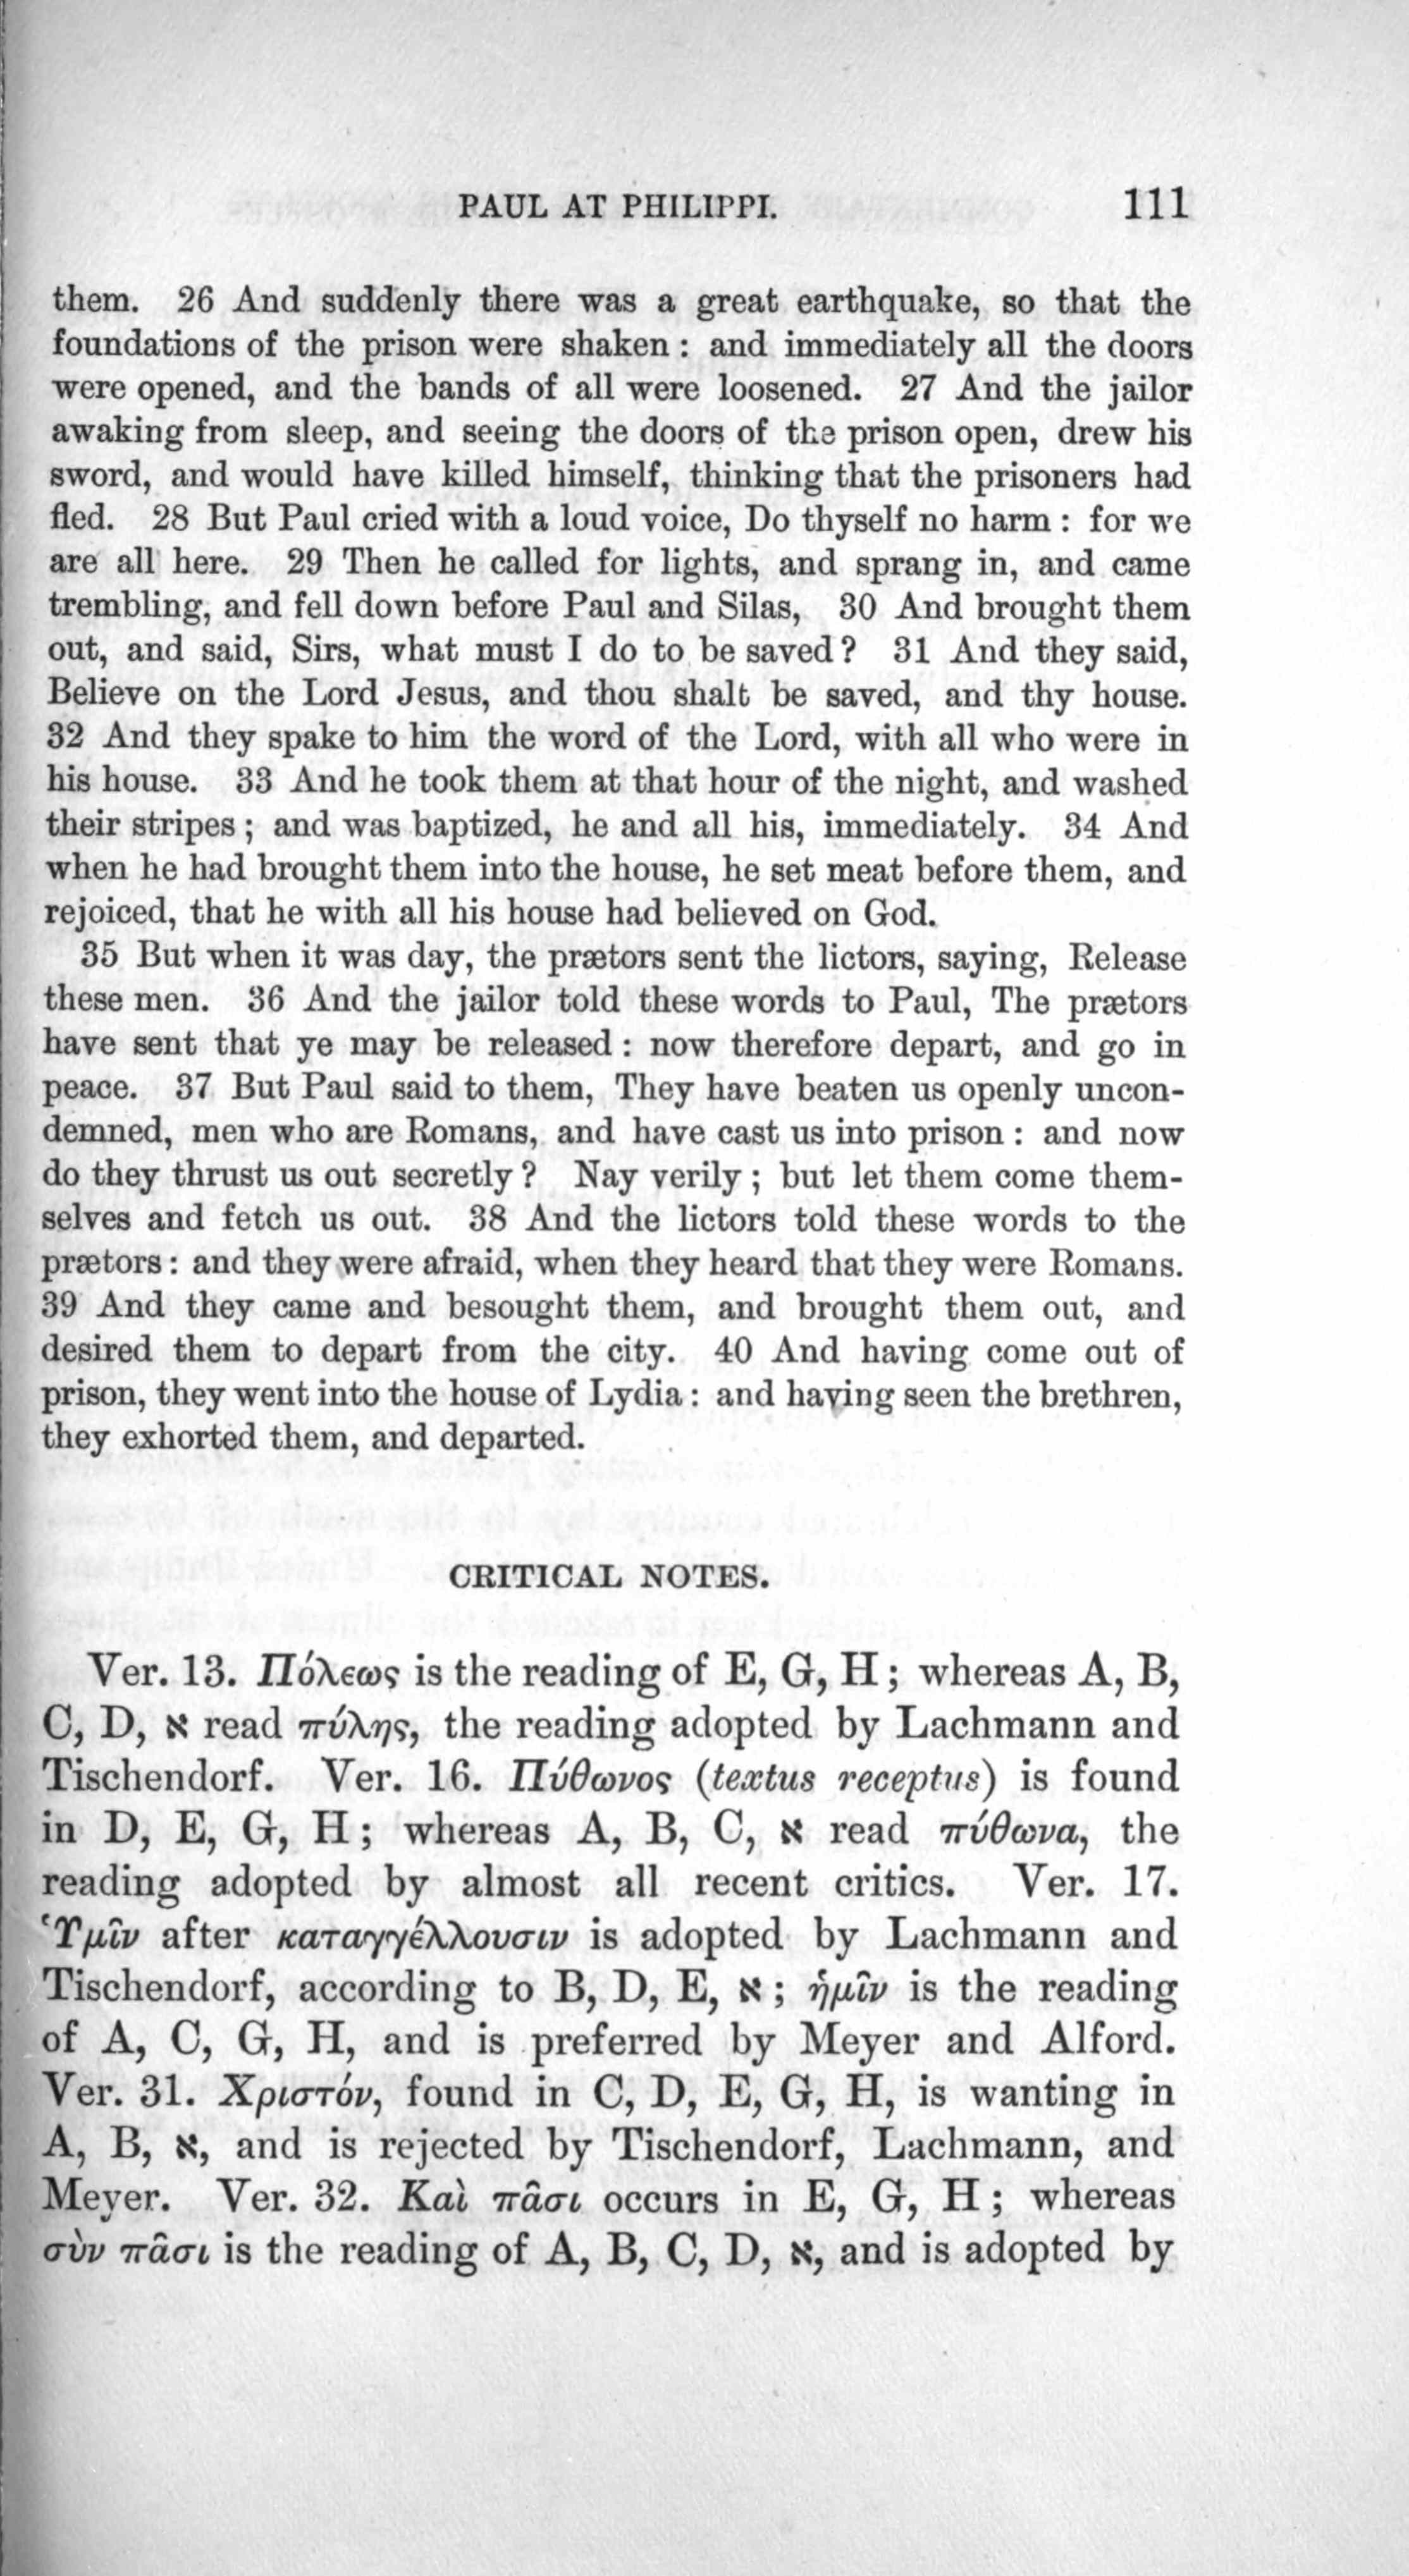 PAUL AT PHILIPPI. 111
them. 26 And suddenly there was a great earthquake, so that the
foundations of the prison were shaken : and immediately all the doors
were opened, and the bands of all were loosened. 27 And the jailor
awaking from sleep, and seeing the doors of the prison open, drew his
sword, and would have killed himself, thinking that the prisoners had
fled. 28 But Paul cried with a loud voice, Do thyself no harm : for we
are all here. 29 Then he called for lights, and sprang in, and came
trembling, and fell down before Paul and Silas, 30 And brought them
out, and said, Sirs, what must I do to be saved ? 31 And they said,
Believe on the Lord Jesus, and thou shalt be saved, and thy house.
32 And they spake to him the word of the Lord, with all who were in
his house. 33 And he took them at that hour of the night, and washed
their stripes ; and was baptized, he and all his, immediately. 34 And
when he had brought them into the house, he set meat before them, and
rejoiced, that he with all his house had believed on God.
35 But when it was day, the prætors sent the lictors, saying, Release
these men. 36 And the jailor told these words to Paul, The prætors
have sent that ye may be released : now therefore depart, and go in
peace. 37 But Paul said to them, They have beaten us openly uncon-
demned, men who are Romans, and have cast us into prison : and now
do they thrust us out secretly ? Nay verily ; but let them come them-
selves and fetch us out. 38 And the lictors told these words to the
prætors : and they were afraid, when they heard that they were Romans.
39 And they came and besought them, and brought them out, and
desired them to depart from the city. 40 And having come out of
prison, they went into the house of Lydia : and having seen the brethren,
they exhorted them, and departed.
CRITICAL NOTES.
Ver. 13. Πόλεως is the reading of E, G, H ; whereas A, B,
C, D, א read πύλης, the reading adopted by Lachmann and
Tischendorf. Ver. 16. Πύθωνος (textus receptus) is found
in D, E, G, H ; whereas A, B, C, א read πύθωνα, the
reading adopted by almost all recent critics. Ver. 17.
Ὑμῖν after καταγγέλλουσιν is adopted by Lachmann and
Tischendorf, according to B, D, E, א ; ἡμῖν is the reading
of A, C, G, H, and is preferred by Meyer and Alford.
Ver. 31. Χριστόν, found in C, D, E, G, H, is wanting in
A, B, א, and is rejected by Tischendorf, Lachmann, and
Meyer. Ver. 32. Καὶ πᾶσι occurs in E, G, H ; whereas
σὺν πᾶσι is the reading of A, B, C, D, א, and is adopted by